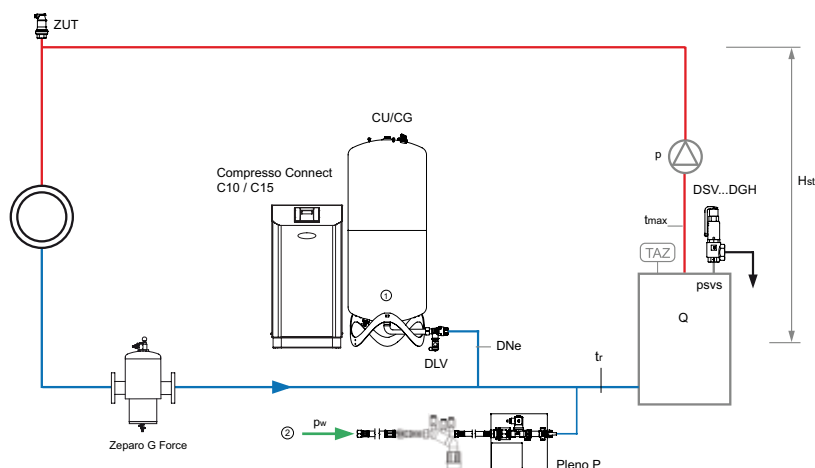 ZUT
CU/CG
Compresso Connect
C10 / C15
p
Hst
DSV...DGH
tmax
TAZ
psvs
1
Q
DNe
DLV
tr
2
pw
Zeparo G Force
Pleno P